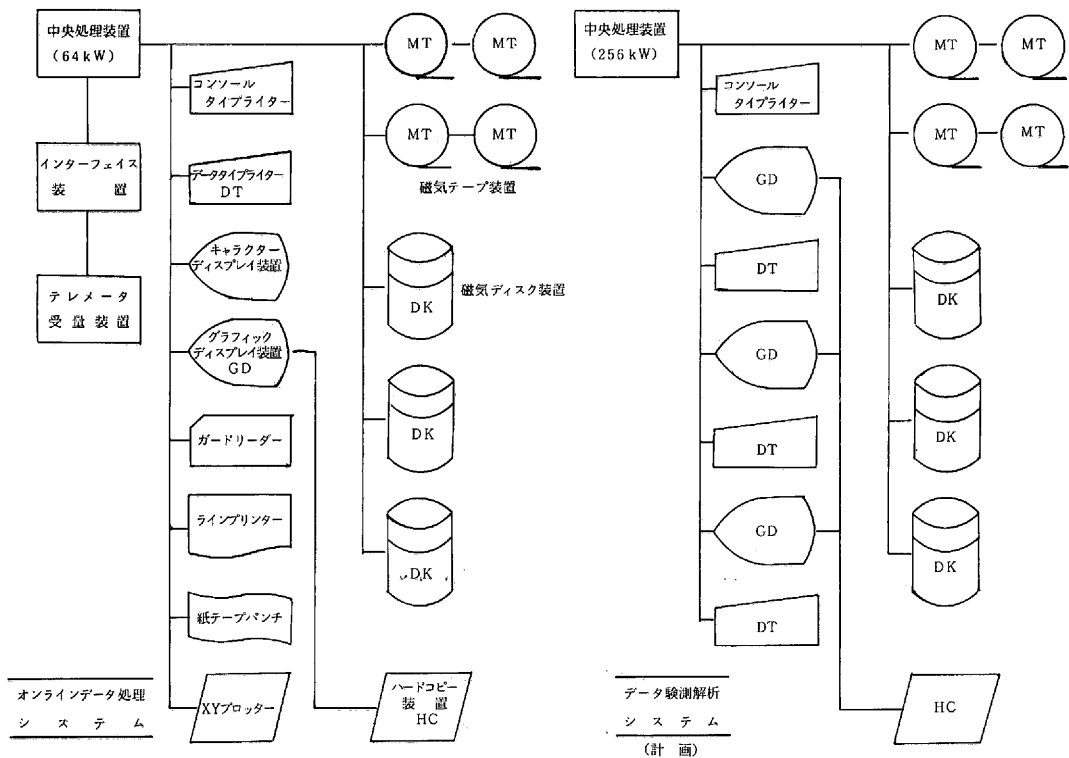 中央処理装置
(64kW)
インターフェイス
装 置
テレメータ
受量装置
コンソール
タイプライター
データタイプライター
DT
キャラクター
ディスプレイ装置
グラフィック
ディスプレイ装置
GD
ガードリーダー
ラインプリンター
紙テープパンチ
XYプロッター
MT
MT
MT
MT
磁気テープ装置
DK
磁気ディスク装置
DK
DK
ハードコピー
装 置
HC
オンラインデータ処理
シ ス テ ム
中央処理装置
(256kW)
コンソール
タイプライター
GD
DT
GD
DT
GD
DT
MT
MT
MT
MT
DK
DK
DK
HC
データ験測解析
シ ス テ ム
(計 画)